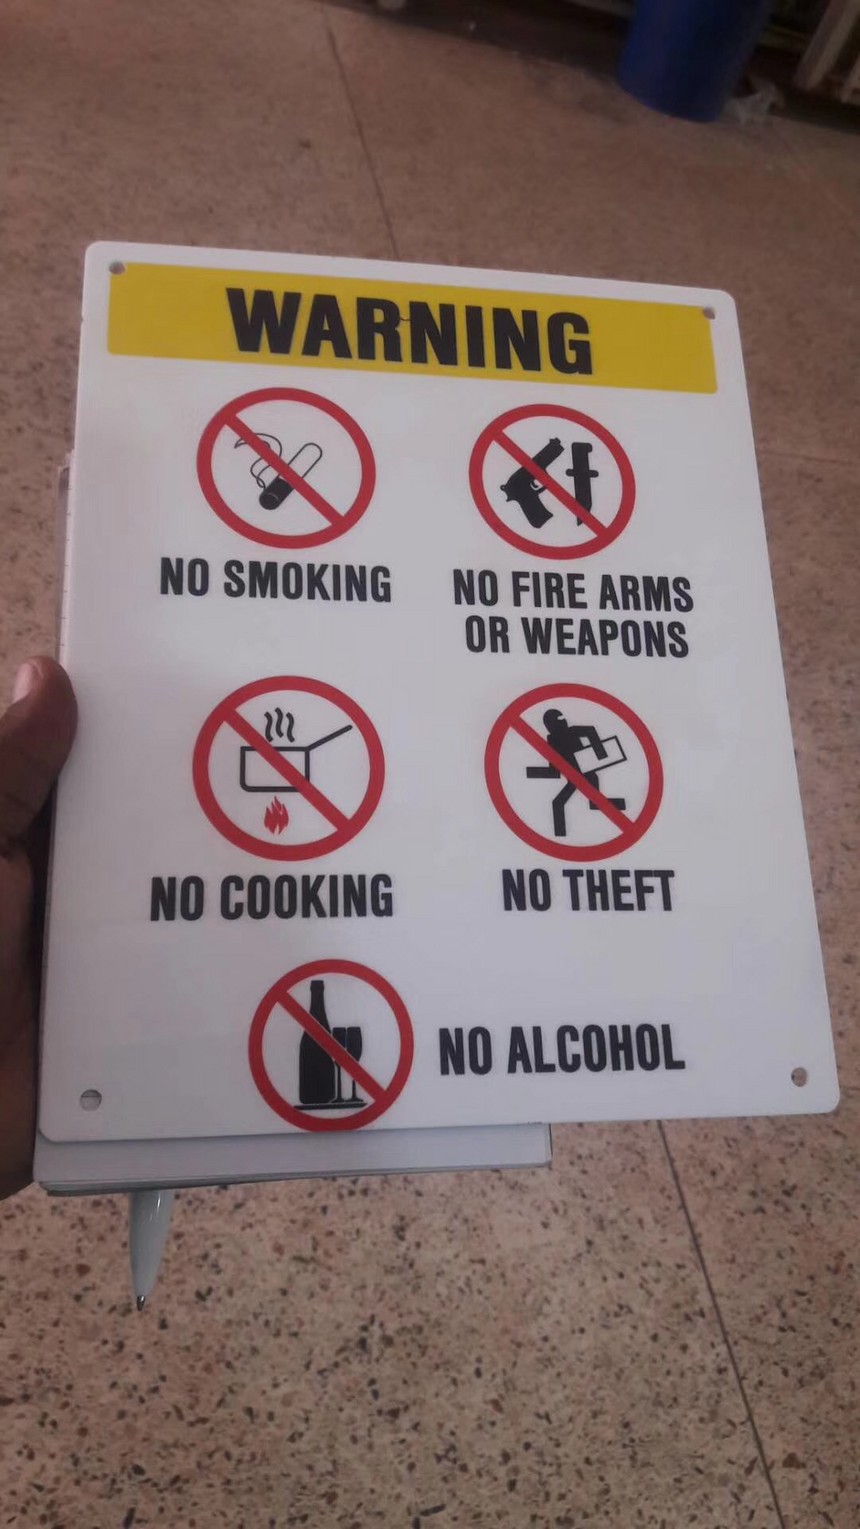 WARNING
NO SMOKING
NO FIRE ARMS
OR WEAPONS
NO COOKING
NO THEFT
NO ALCOHOL